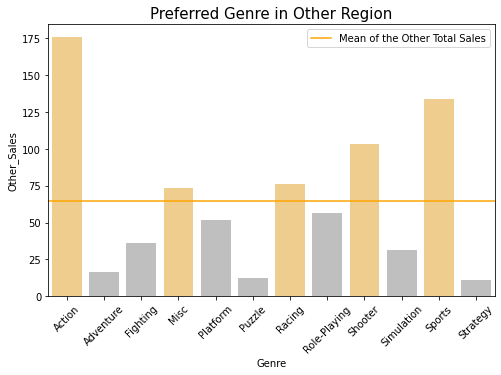 Preferred Genre in Other Region
Mean of the Other Total Sales
Other_Sales
175
150
125
100
75
50
25
0
Action
Adventure
Fighting
Misc
Platform
Puzzle
Racing
Role-Playing
Shooter
Simulation
Sports
Strategy
Genre